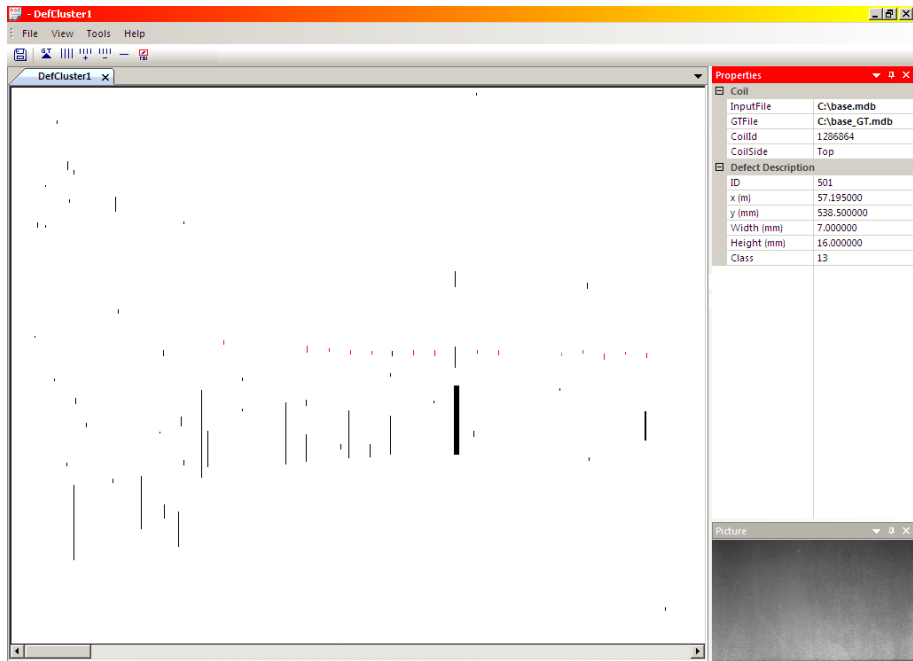 - DefCluster1
File View Tools Help
G.T
DefCluster1 x
Properties
Coil
InputFile C:\base.mdb
GTFile C:\base_GT.mdb
CoilId 1286864
CoilSide Top
Defect Description
ID 501
x (m) 57.195000
y (mm) 538.500000
Width (mm) 7.000000
Height (mm) 16.000000
Class 13
Picture